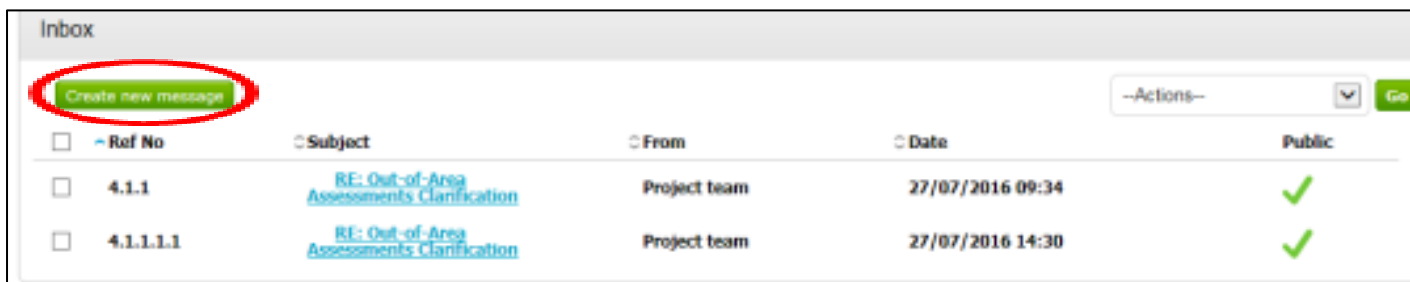 Inbox
Create new message
--Actions--
Go
Ref No Subject From Date Public
4.1.1 RE: Out-of-Area Assessments Clarification Project team 27/07/2016 09:34
4.1.1.1.1 RE: Out-of-Area Assessments Clarification Project team 27/07/2016 14:30